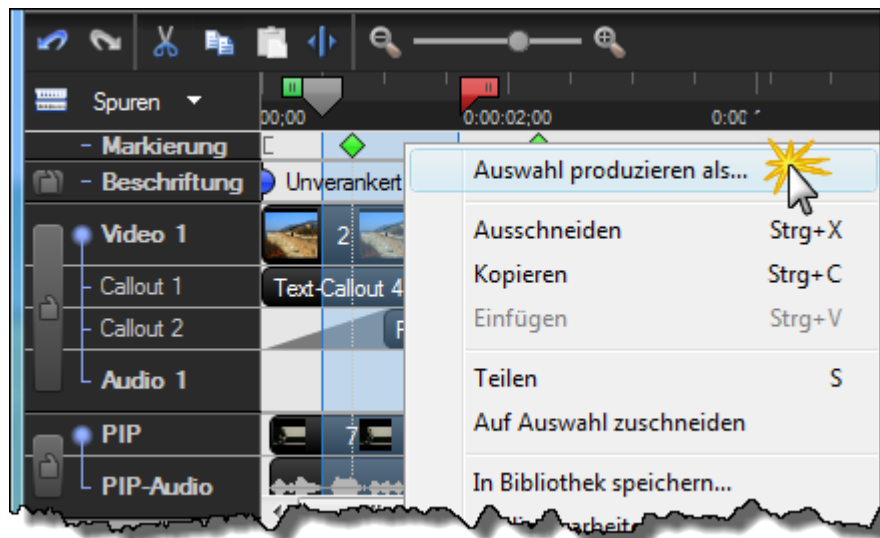 Spuren
00;00
0:00:02;00
0:00
Markierung
Beschriftung
Unverankert
Video 1
2
Callout 1
Text-Callout 4
Callout 2
Audio 1
PIP
7
PIP-Audio
Auswahl produzieren als...
Ausschneiden Strg+X
Kopieren Strg+C
Einfügen Strg+V
Teilen S
Auf Auswahl zuschneiden
In Bibliothek speichern...